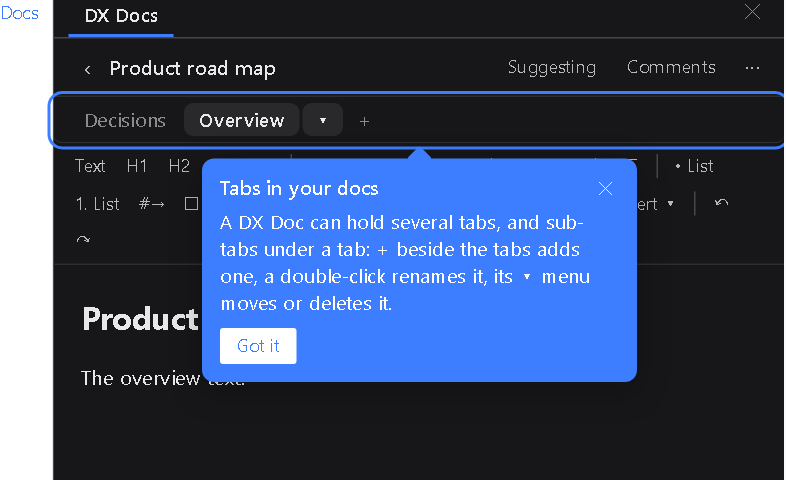 Docs
DX Docs
Product road map
Suggesting
Comments
Decisions
Overview
+
Text H1 H2
• List
1. List #→
Tabs in your docs
A DX Doc can hold several tabs, and sub-
tabs under a tab: + beside the tabs adds
one, a double-click renames it, its ▾ menu
moves or deletes it.
Got it
Product
The overview text.